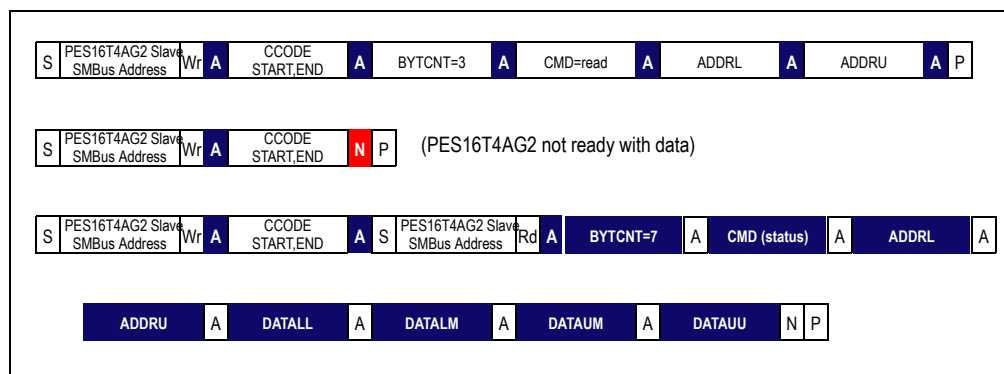 S PES16T4AG2 Slave SMBus Address Wr A CCODE START,END A BYTCNT=3 A CMD=read A ADDRL A ADDRU A P
S PES16T4AG2 Slave SMBus Address Wr A CCODE START,END N P (PES16T4AG2 not ready with data)
S PES16T4AG2 Slave SMBus Address Wr A CCODE START,END A S PES16T4AG2 Slave SMBus Address Rd A BYTCNT=7 A CMD (status) A ADDRL A
ADDRU A DATALL A DATALM A DATAUM A DATAUU N P